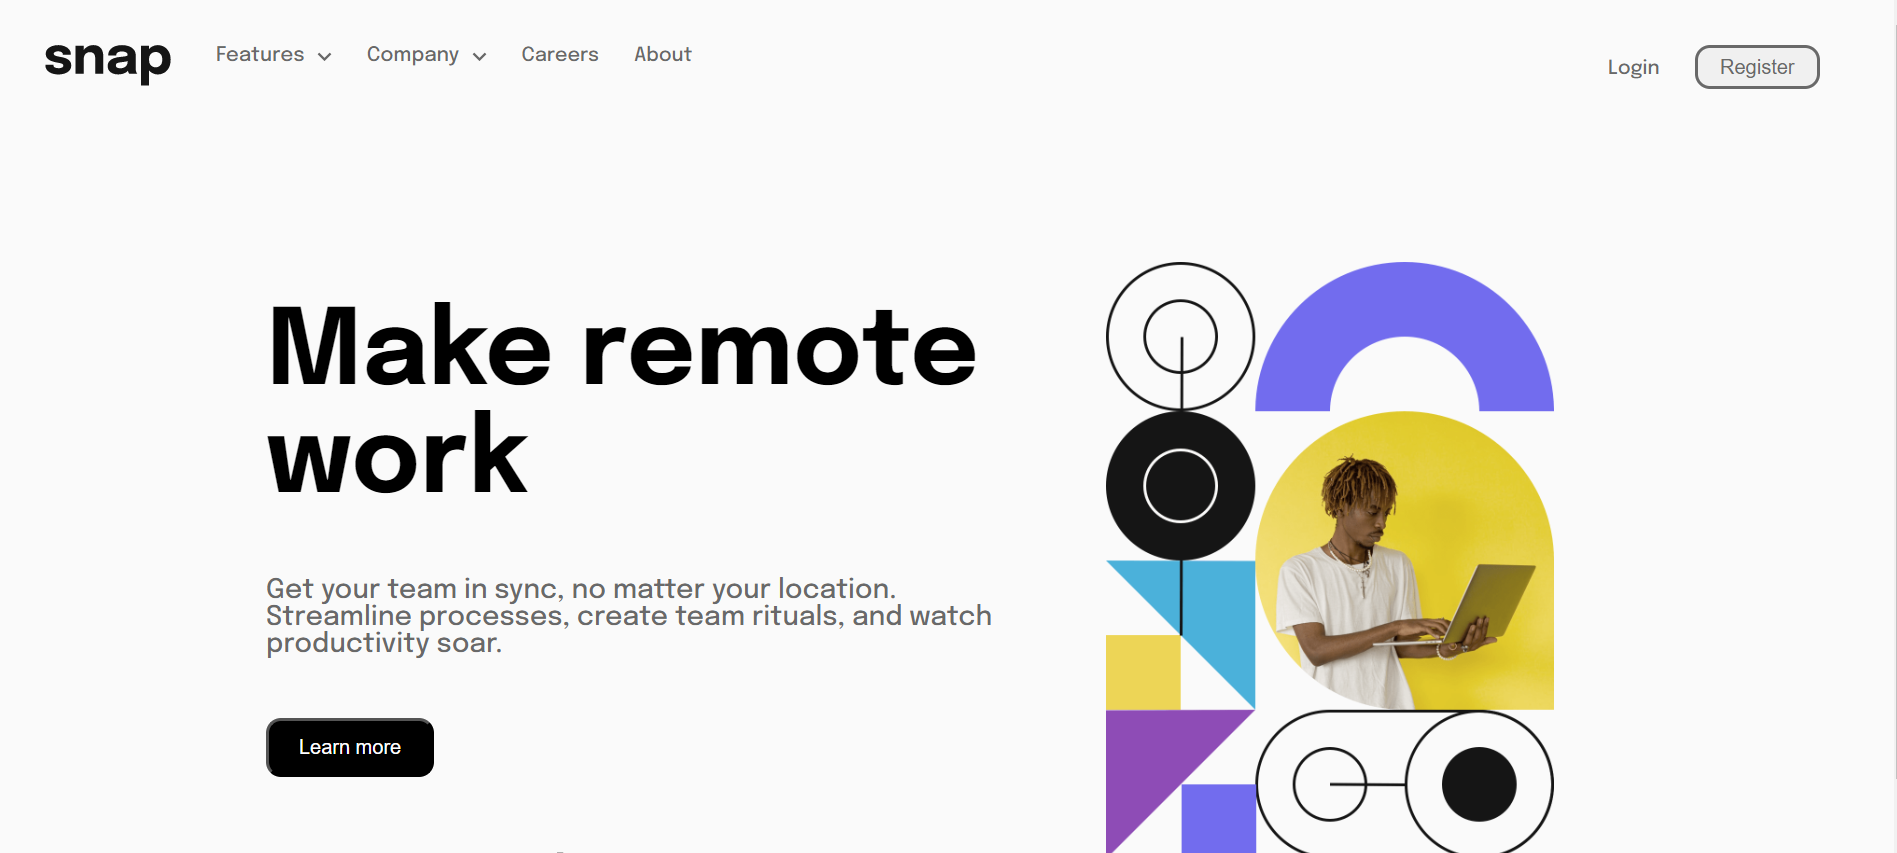 snap
Features
Company
Careers
About
Login
Register
Make remote
work
Get your team in sync, no matter your location.
Streamline processes, create team rituals, and watch
productivity soar.
Learn more